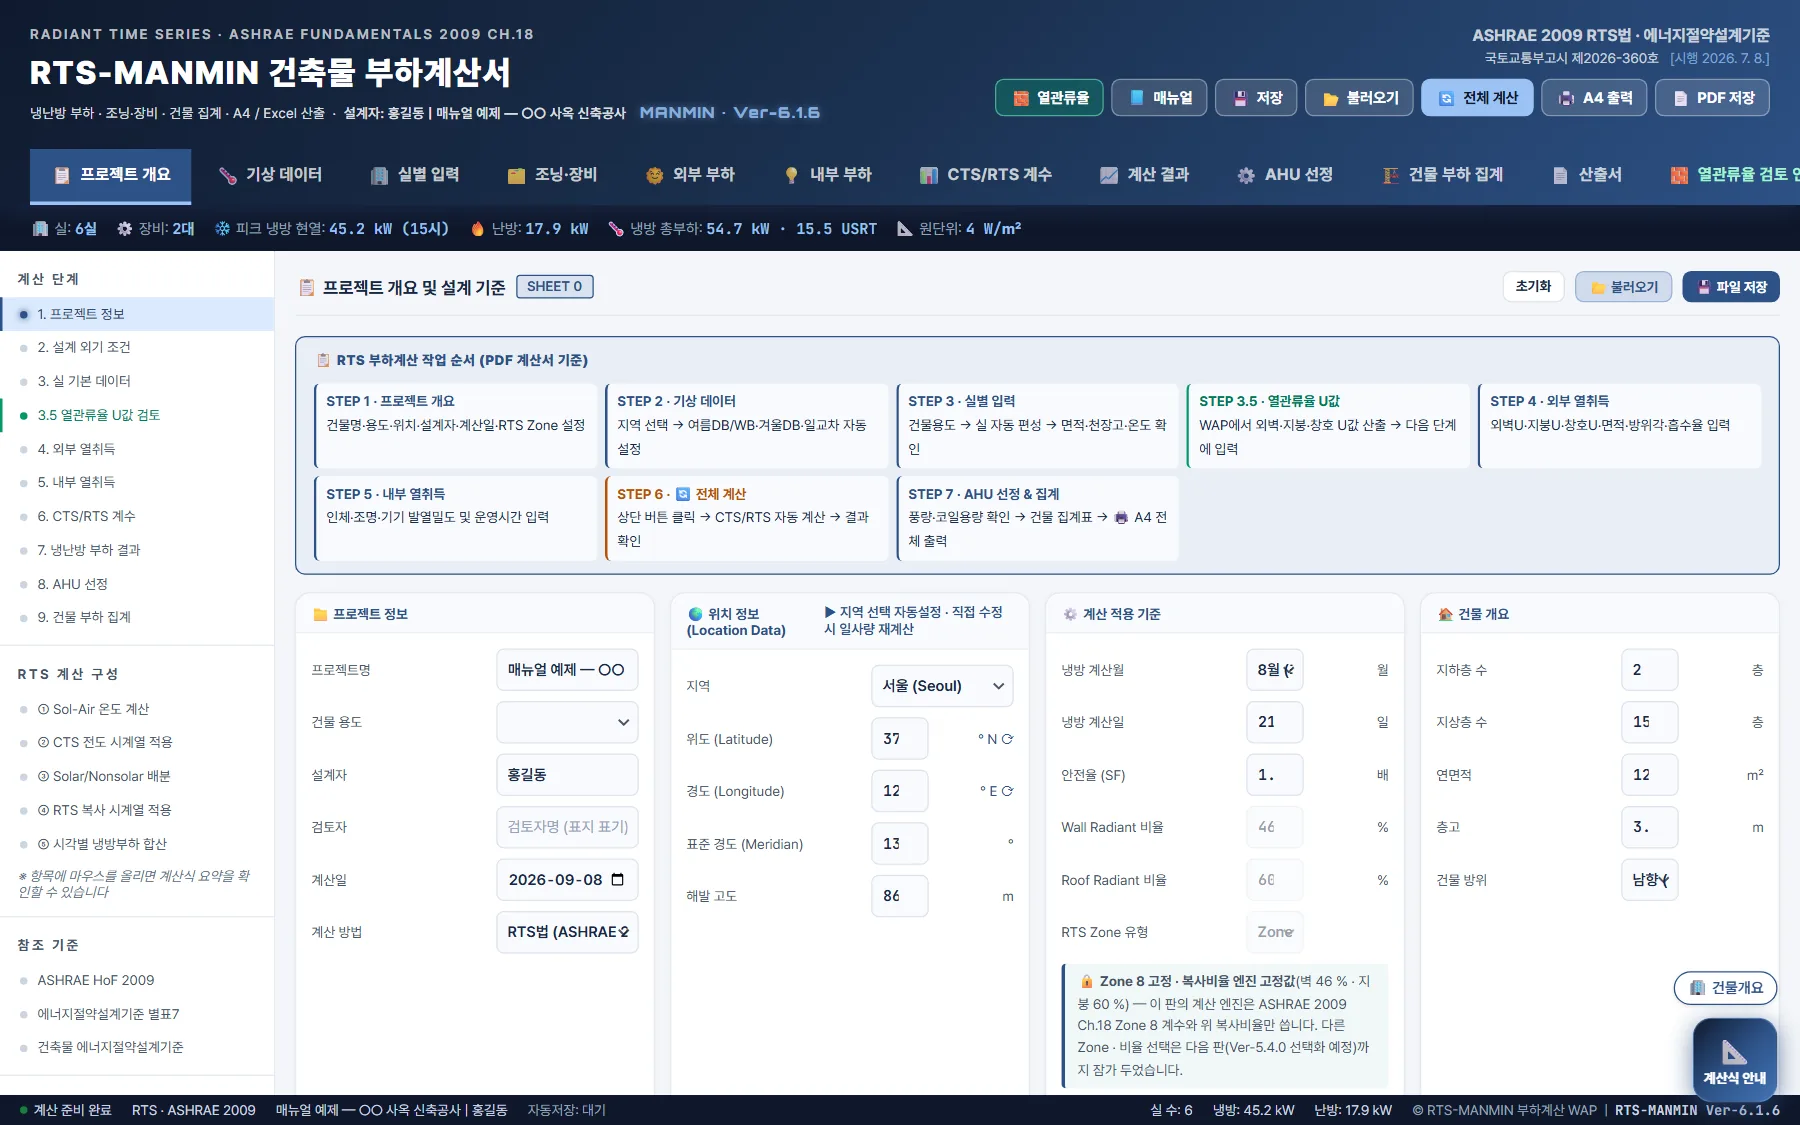 RADIANT TIME SERIES · ASHRAE FUNDAMENTALS 2009 CH.18
RTS-MANMIN 건축물 부하계산서
냉난방 부하 · 조닝·장비 · 건물 집계 · A4 / Excel 산출 · 설계자: 홍길동 | 매뉴얼 예제 — OO 사옥 신축공사 MANMIN · Ver-6.1.6
ASHRAE 2009 RTS법 · 에너지절약설계기준
국토교통부고시 제2026-360호 [시행 2026. 7. 8.]
열관류율 매뉴얼 저장 불러오기 전체 계산 A4 출력 PDF 저장
프로젝트 개요 기상 데이터 실별 입력 조닝·장비 외부 부하 내부 부하 CTS/RTS 계수 계산 결과 AHU 선정 건물 부하 집계 산출서 열관류율 검토
실: 6실 장비: 2대 피크 냉방 현열: 45.2 kW (15시) 난방: 17.9 kW 냉방 총부하: 54.7 kW · 15.5 USRT 원단위: 4 W/m²
계산 단계
1. 프로젝트 정보
2. 설계 외기 조건
3. 실 기본 데이터
3.5 열관류율 U값 검토
4. 외부 열취득
5. 내부 열취득
6. CTS/RTS 계수
7. 냉난방 부하 결과
8. AHU 선정
9. 건물 부하 집계
RTS 계산 구성
① Sol-Air 온도 계산
② CTS 전도 시계열 적용
③ Solar/Nonsolar 배분
④ RTS 복사 시계열 적용
⑤ 시각별 냉방부하 합산
※ 항목에 마우스를 올리면 계산식 요약을 확
인할 수 있습니다
참조 기준
ASHRAE HoF 2009
에너지절약설계기준 별표7
건축물 에너지절약설계기준
프로젝트 개요 및 설계 기준 SHEET 0
초기화 불러오기 파일 저장
RTS 부하계산 작업 순서 (PDF 계산서 기준)
STEP 1 · 프로젝트 개요
건물명·용도·위치·설계자·계산일·RTS Zone 설정
STEP 2 · 기상 데이터
지역 선택 → 여름DB/WB·겨울DB·일교차 자동
설정
STEP 3 · 실별 입력
건물용도 → 실 자동 편성 → 면적·천장고·온도 확
인
STEP 3.5 · 열관류율 U값
WAP에서 외벽·지붕·창호 U값 산출 → 다음 단계
에 입력
STEP 4 · 외부 열취득
외벽U·지붕U·창호U·면적·방위각·흡수율 입력
STEP 5 · 내부 열취득
인체·조명·기기 발열밀도 및 운영시간 입력
STEP 6 · 전체 계산
상단 버튼 클릭 → CTS/RTS 자동 계산 → 결과
확인
STEP 7 · AHU 선정 & 집계
풍량·코일용량 확인 → 건물 집계표 → A4 전
체 출력
프로젝트 정보
프로젝트명 매뉴얼 예제 — OO
건물 용도
설계자 홍길동
검토자 검토자명 (표지 표기)
계산일 2026-09-08
계산 방법 RTS법 (ASHRAE 2
위치 정보
(Location Data)
▶ 지역 선택 자동설정 · 직접 수정
시 일사량 재계산
지역 서울 (Seoul)
위도 (Latitude) 37 ° N ⟳
경도 (Longitude) 12 ° E ⟳
표준 경도 (Meridian) 13 °
해발 고도 86 m
계산 적용 기준
냉방 계산월 8월 월
냉방 계산일 21 일
안전율 (SF) 1. 배
Wall Radiant 비율 46 %
Roof Radiant 비율 60 %
RTS Zone 유형 Zone
Zone 8 고정 · 복사비율 엔진 고정값(벽 46 % · 지
붕 60 %) — 이 판의 계산 엔진은 ASHRAE 2009
Ch.18 Zone 8 계수와 위 복사비율만 씁니다. 다른
Zone · 비율 선택은 다음 판(Ver-5.4.0 선택화 예정)까
지 잠가 두었습니다.
건물 개요
지하층 수 2 층
지상층 수 15 층
연면적 12 m²
층고 3. m
건물 방위 남향 (
건물개요
계산식 안내
계산 준비 완료 RTS · ASHRAE 2009 매뉴얼 예제 — OO 사옥 신축공사 | 홍길동 자동저장: 대기
실 수: 6 냉방: 45.2 kW 난방: 17.9 kW © RTS-MANMIN 부하계산 WAP | RTS-MANMIN Ver-6.1.6